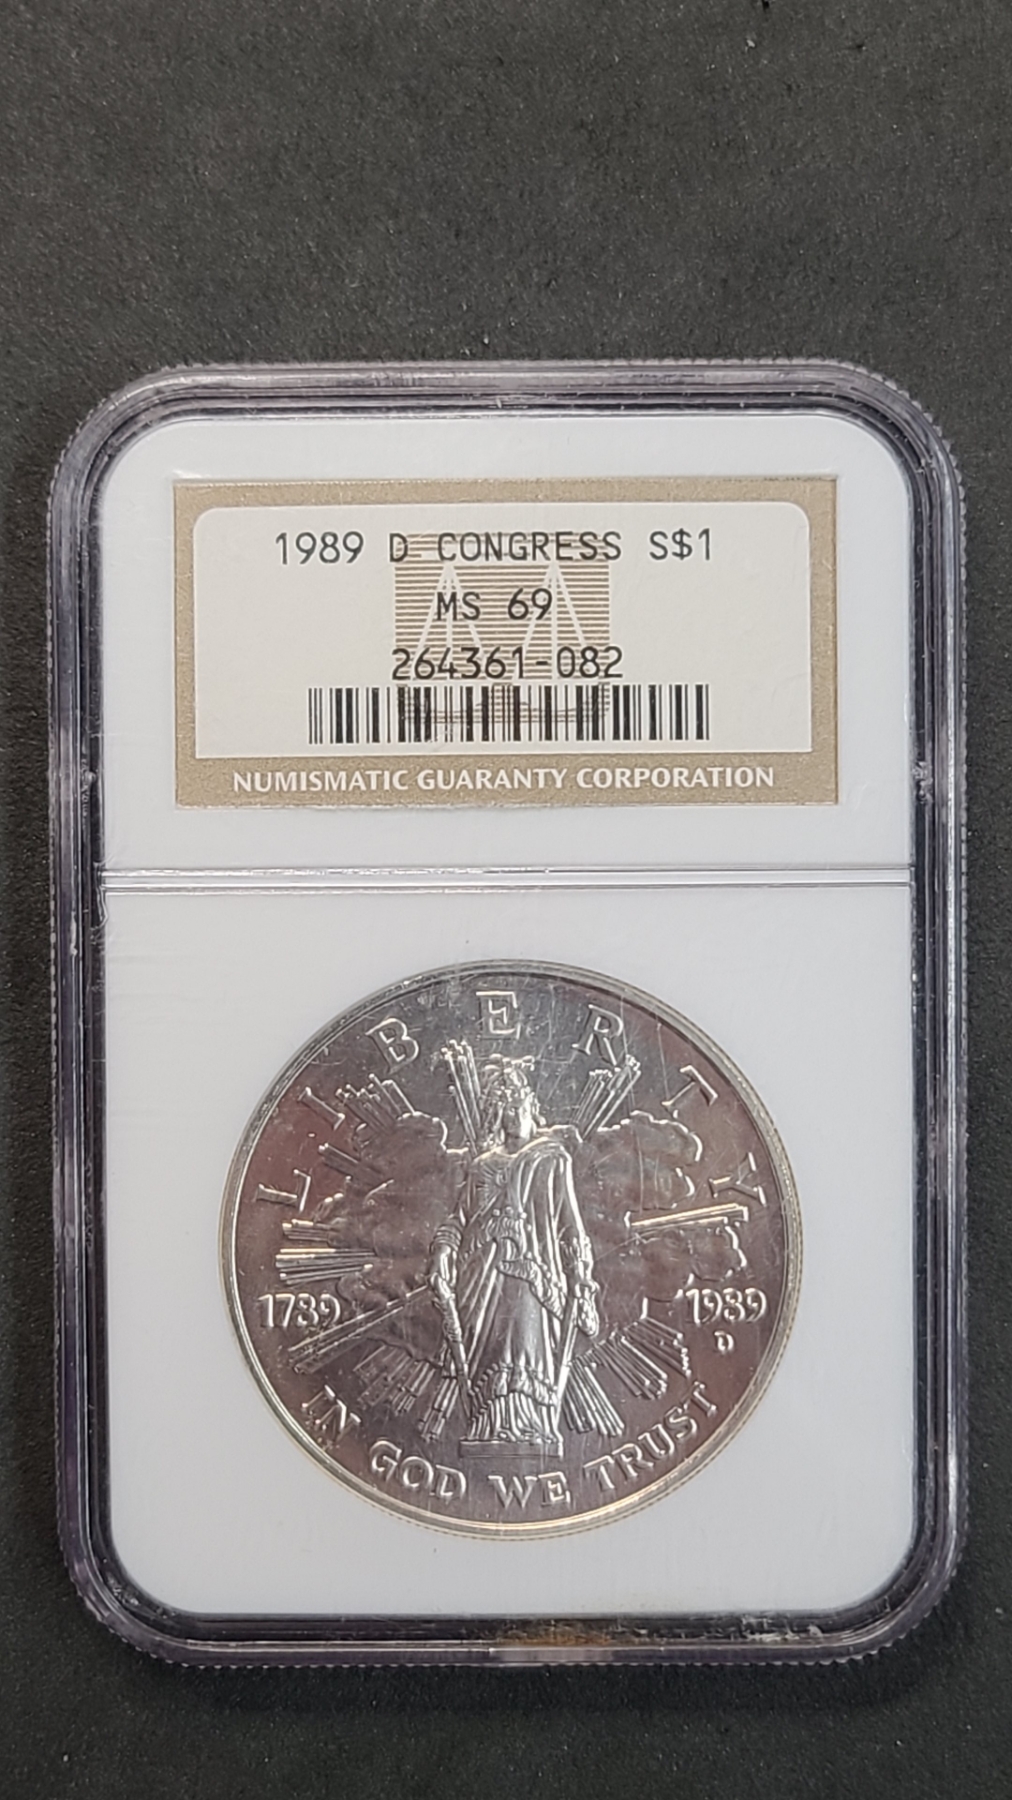 1989 D CONGRESS S$1
MS 69
264361-082
NUMISMATIC GUARANTY CORPORATION
LIBERTY
1789 1989
D
IN GOD WE TRUST